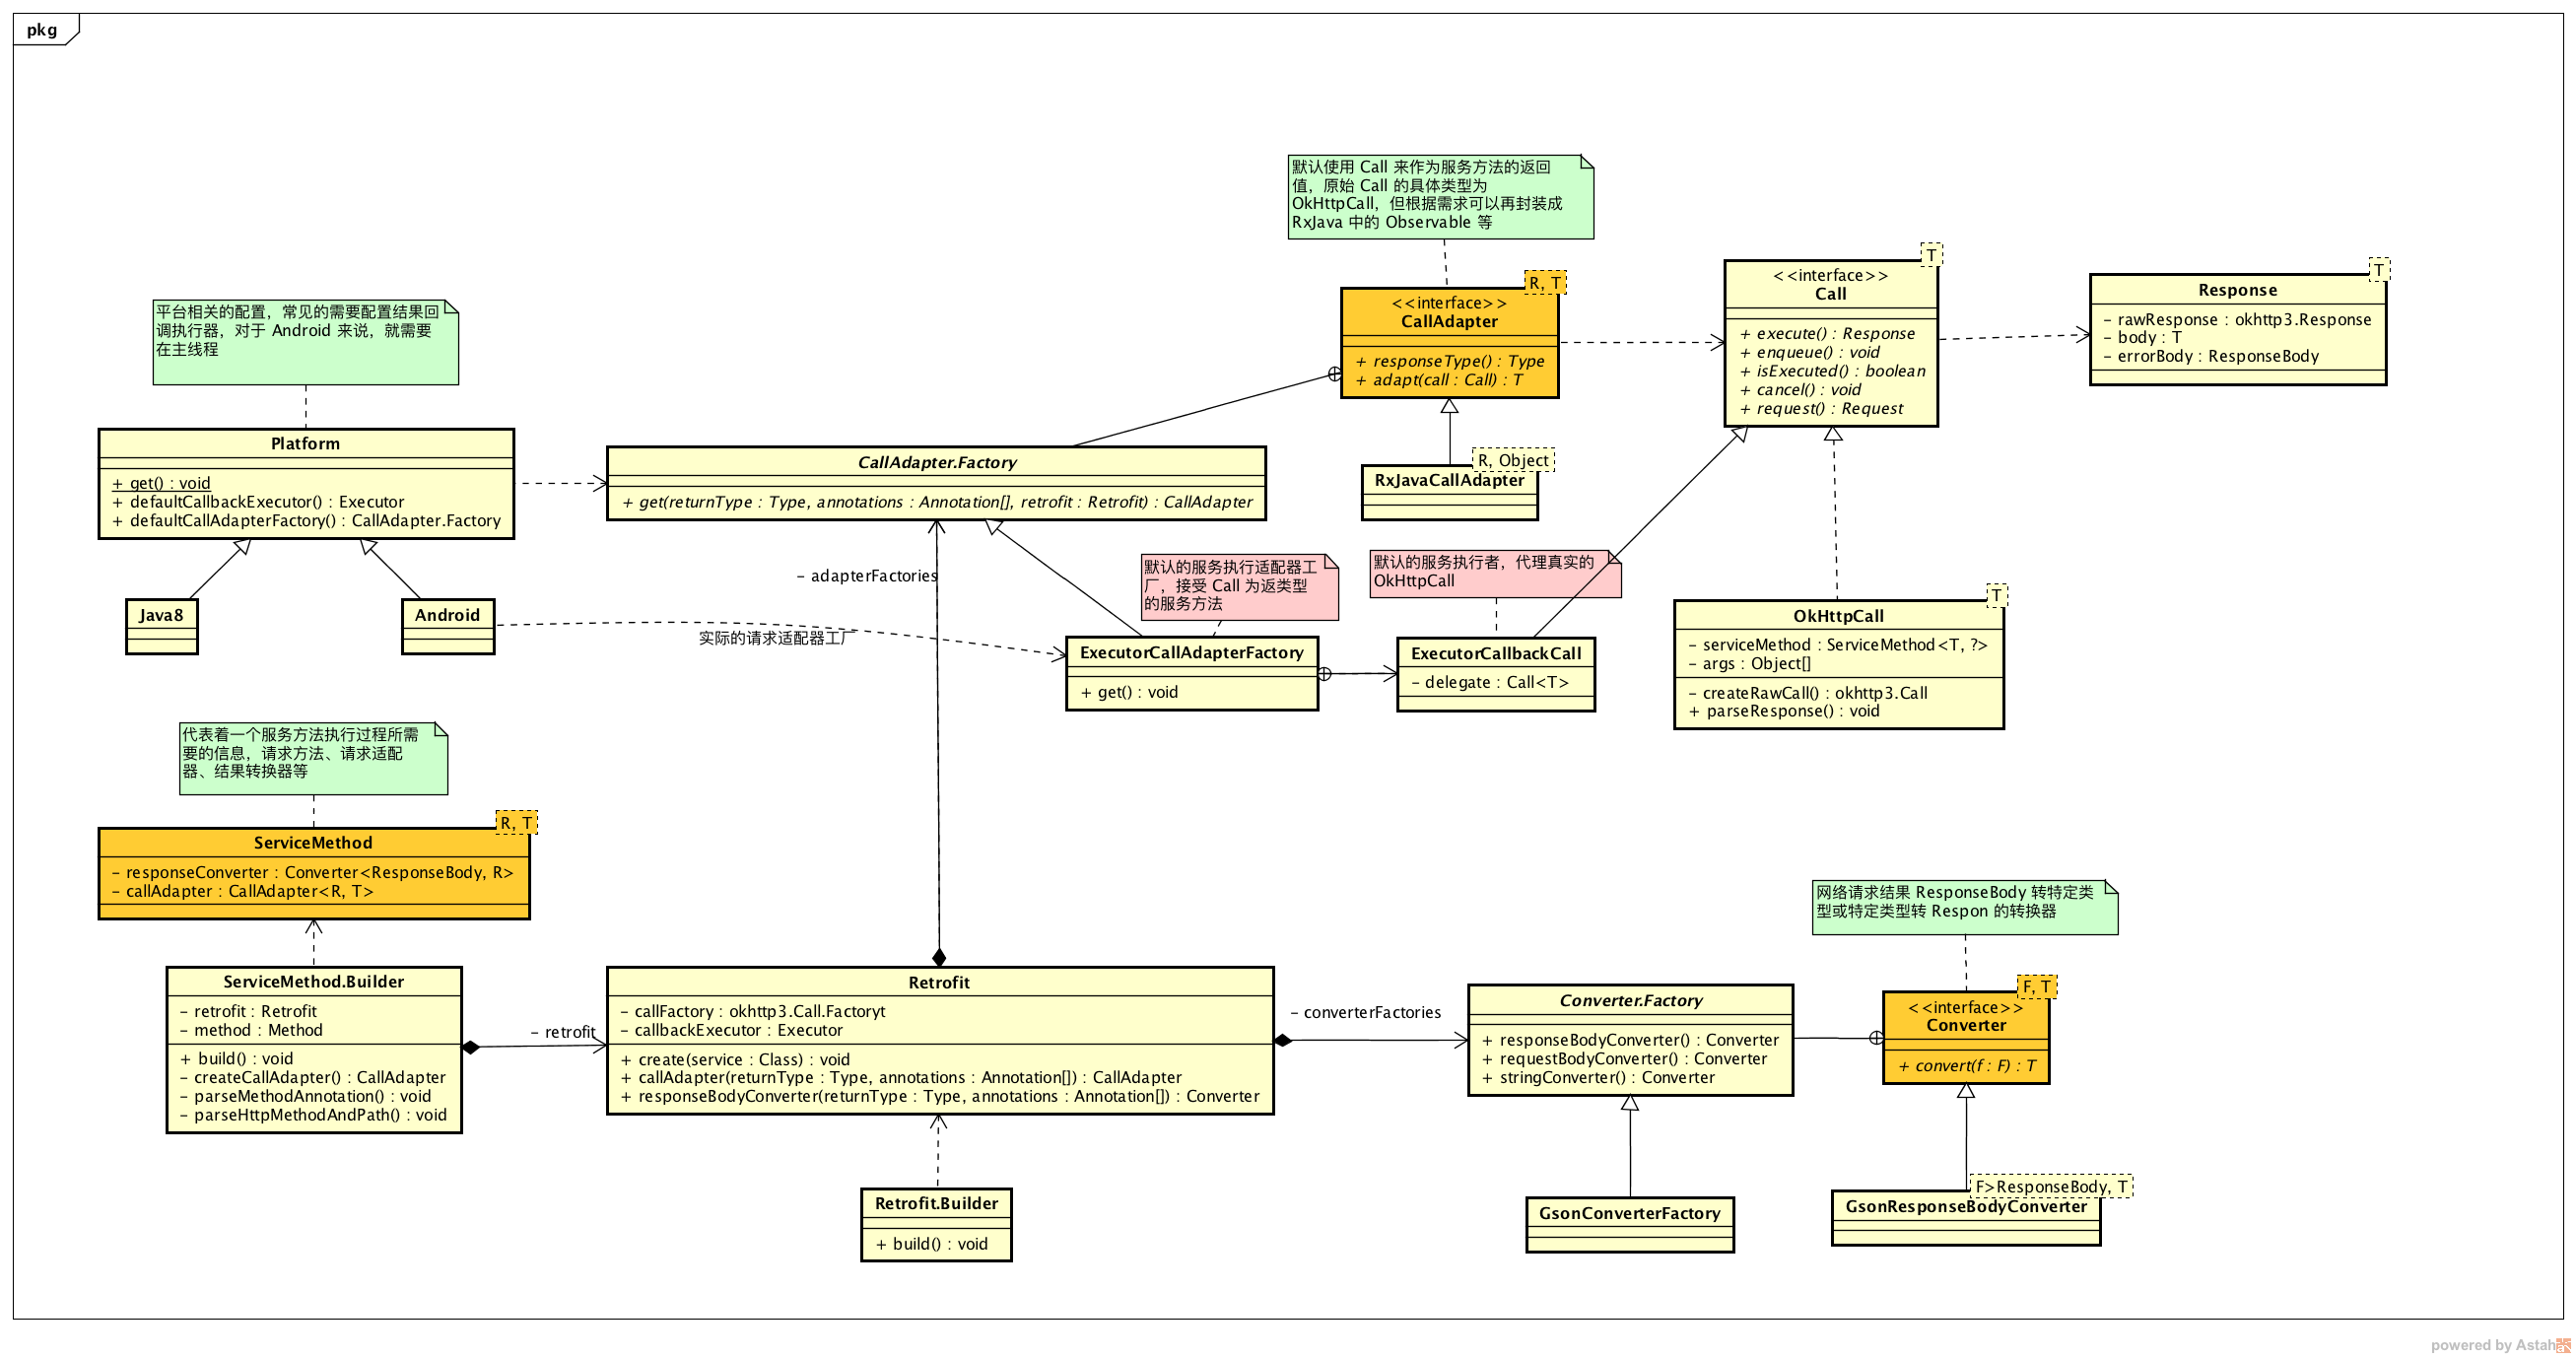 pkg
默认使用 Call 来作为服务方法的返回
值，原始 Call 的具体类型为
OkHttpCall，但根据需求可以再封装成
RxJava 中的 Observable 等
R, T
<<interface>>
CallAdapter
+ responseType() : Type
+ adapt(call : Call) : T
T
<<interface>>
Call
+ execute() : Response
+ enqueue() : void
+ isExecuted() : boolean
+ cancel() : void
+ request() : Request
T
Response
– rawResponse : okhttp3.Response
– body : T
– errorBody : ResponseBody
平台相关的配置，常见的需要配置结果回
调执行器，对于 Android 来说，就需要
在主线程
Platform
+ get() : void
+ defaultCallbackExecutor() : Executor
+ defaultCallAdapterFactory() : CallAdapter.Factory
CallAdapter.Factory
+ get(returnType : Type, annotations : Annotation[], retrofit : Retrofit) : CallAdapter
R, Object
RxJavaCallAdapter
Java8
Android
– adapterFactories
实际的请求适配器工厂
默认的服务执行适配器工
厂，接受 Call 为返类型
的服务方法
默认的服务执行者，代理真实的
OkHttpCall
ExecutorCallAdapterFactory
+ get() : void
ExecutorCallbackCall
– delegate : Call<T>
T
OkHttpCall
– serviceMethod : ServiceMethod<T, ?>
– args : Object[]
– createRawCall() : okhttp3.Call
+ parseResponse() : void
代表着一个服务方法执行过程所需
要的信息，请求方法、请求适配
器、结果转换器等
R, T
ServiceMethod
– responseConverter : Converter<ResponseBody, R>
– callAdapter : CallAdapter<R, T>
ServiceMethod.Builder
– retrofit : Retrofit
– method : Method
+ build() : void
– createCallAdapter() : CallAdapter
– parseMethodAnnotation() : void
– parseHttpMethodAndPath() : void
– retrofit
Retrofit
– callFactory : okhttp3.Call.Factoryt
– callbackExecutor : Executor
+ create(service : Class) : void
+ callAdapter(returnType : Type, annotations : Annotation[]) : CallAdapter
+ responseBodyConverter(returnType : Type, annotations : Annotation[]) : Converter
– converterFactories
Converter.Factory
+ responseBodyConverter() : Converter
+ requestBodyConverter() : Converter
+ stringConverter() : Converter
网络请求结果 ResponseBody 转特定类
型或特定类型转 Respon 的转换器
F, T
<<interface>>
Converter
+ convert(f : F) : T
Retrofit.Builder
+ build() : void
GsonConverterFactory
F>ResponseBody, T
GsonResponseBodyConverter
powered by Astah